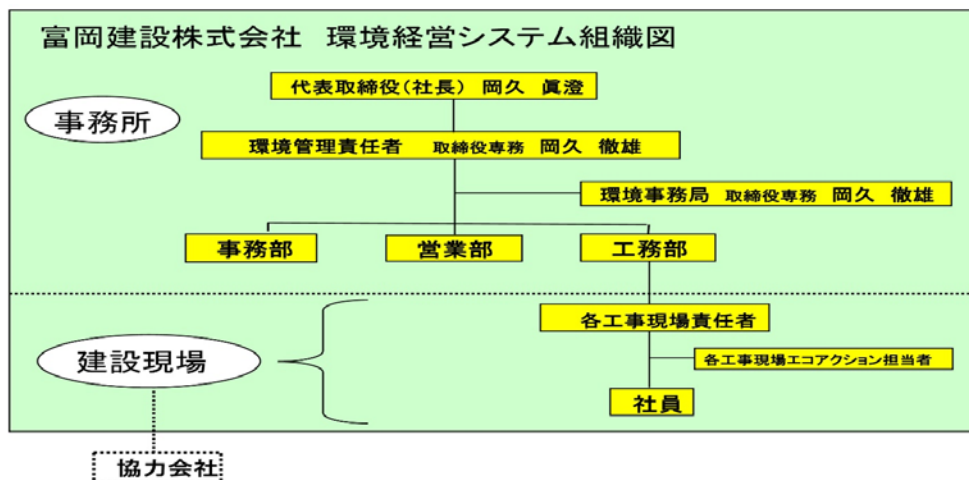 富岡建設株式会社 環境経営システム組織図
代表取締役(社長) 岡久 眞澄
事務所
環境管理責任者 取締役専務 岡久 徹雄
環境事務局 取締役専務 岡久 徹雄
事務部 営業部 工務部
各工事現場責任者
建設現場
各工事現場エコアクション担当者
社員
協力会社